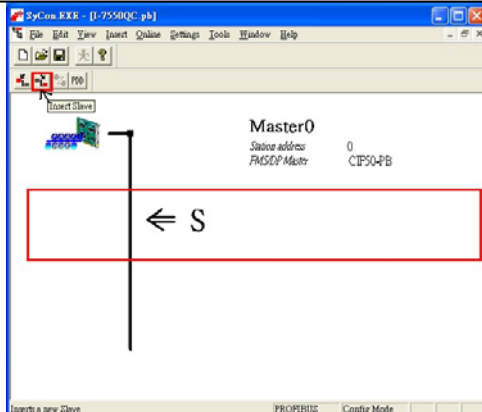 SyCon.EXE - [I-7550QC.pb]
File Edit View Insert Online Settings Tools Window Help
PDO
Insert Slave
Master0
Station address 0
FMS/DP Master CIF50-PB
⇐ S
Inserts a new Slave PROFIBUS Config Mode